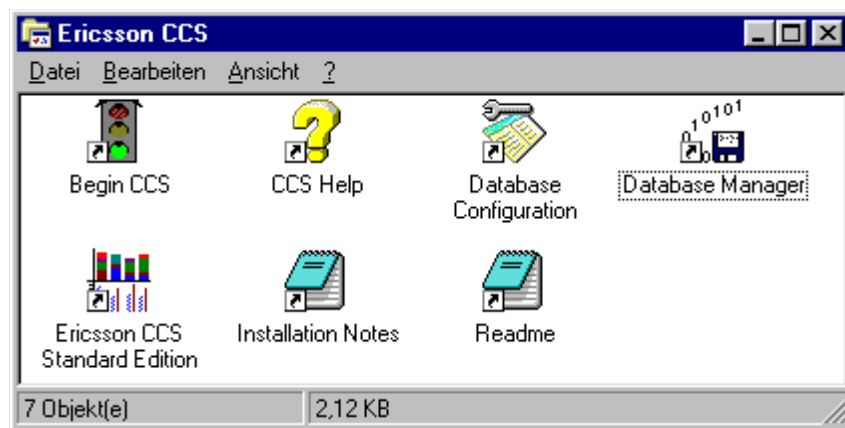 Ericsson CCS
Datei Bearbeiten Ansicht ?
010101
Begin CCS
CCS Help
Database
Configuration
Database Manager
Ericsson CCS
Standard Edition
Installation Notes
Readme
7 Objekt(e)
2,12 KB